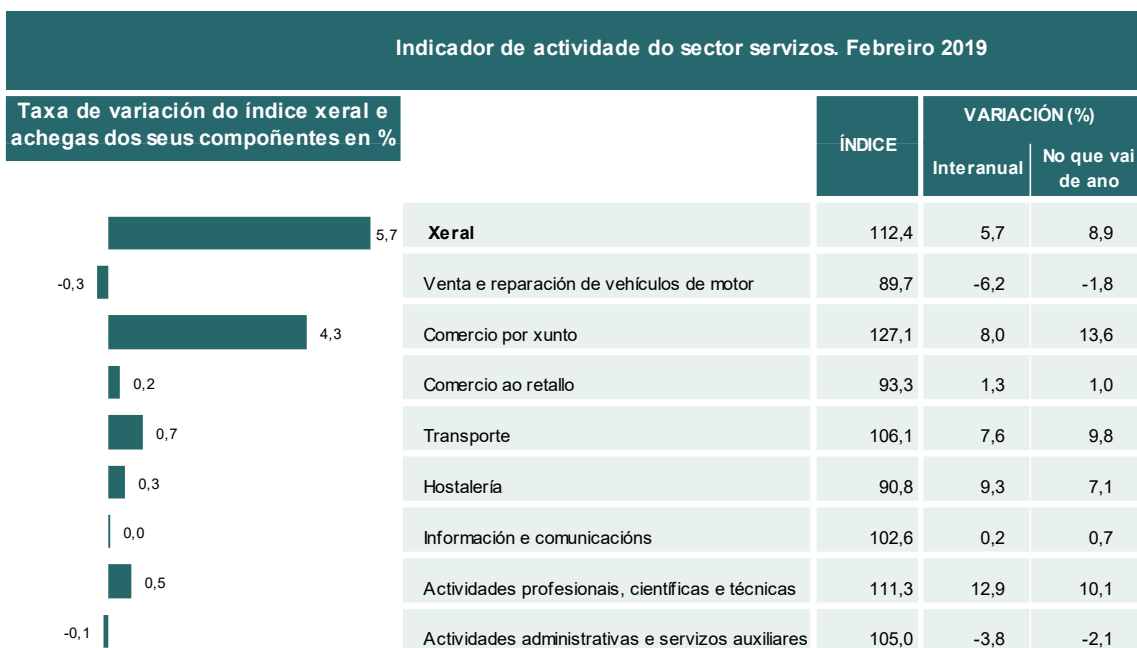 Indicador de actividade do sector servizos. Febreiro 2019
Taxa de variación do índice xeral e
achegas dos seus compoñentes en %
ÍNDICE
VARIACIÓN (%)
Interanual
No que vai
de ano
5,7 Xeral 112,4 5,7 8,9
-0,3 Venta e reparación de vehículos de motor 89,7 -6,2 -1,8
4,3 Comercio por xunto 127,1 8,0 13,6
0,2 Comercio ao retallo 93,3 1,3 1,0
0,7 Transporte 106,1 7,6 9,8
0,3 Hostalería 90,8 9,3 7,1
0,0 Información e comunicacións 102,6 0,2 0,7
0,5 Actividades profesionais, científicas e técnicas 111,3 12,9 10,1
-0,1 Actividades administrativas e servizos auxiliares 105,0 -3,8 -2,1